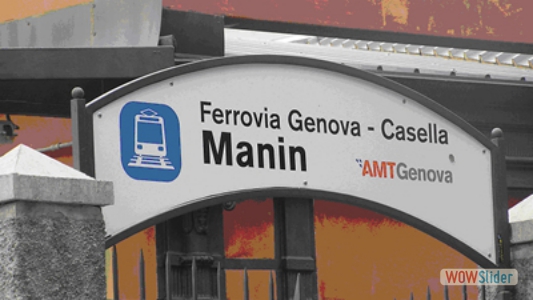 Ferrovia Genova - Casella
Manin
AMTGenova
WOWSlider